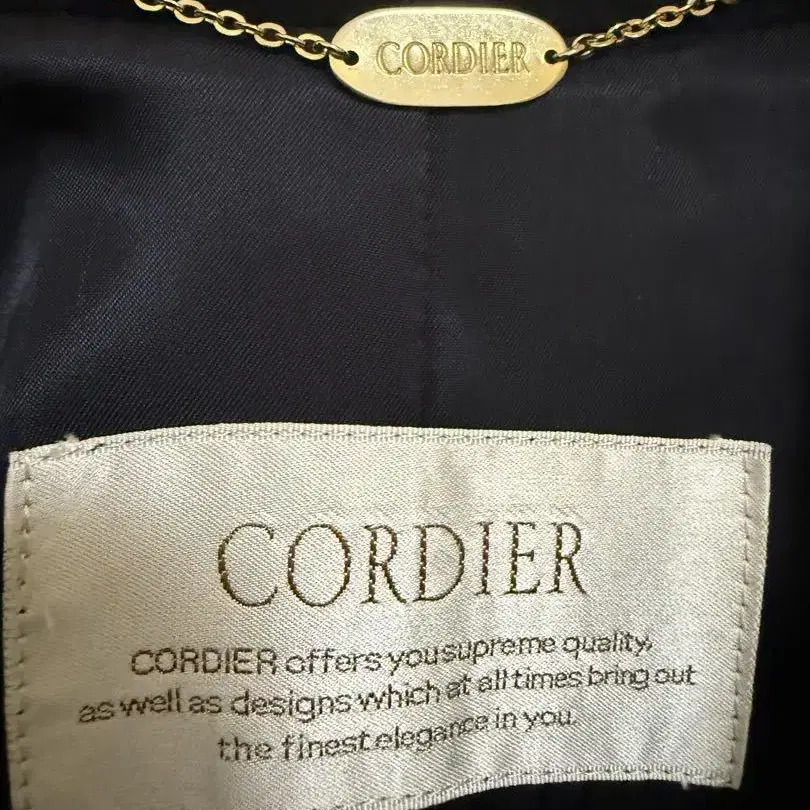 CORDIER
CORDIER
CORDIER offers you supreme quality,
as well as designs which at all times bring out
the finest elegance in you.